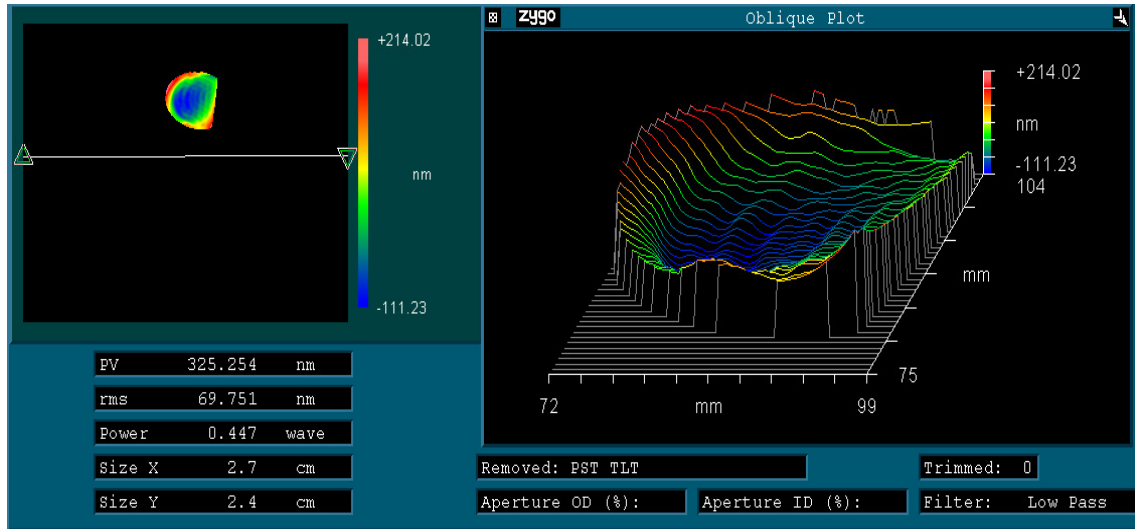 +214.02
nm
-111.23
PV 325.254 nm
rms 69.751 nm
Power 0.447 wave
Size X 2.7 cm
Size Y 2.4 cm
zygo Oblique Plot
+214.02
nm
-111.23
104
mm
75
72 mm 99
Removed: PST TLT
Trimmed: 0
Aperture OD (%):
Aperture ID (%):
Filter: Low Pass